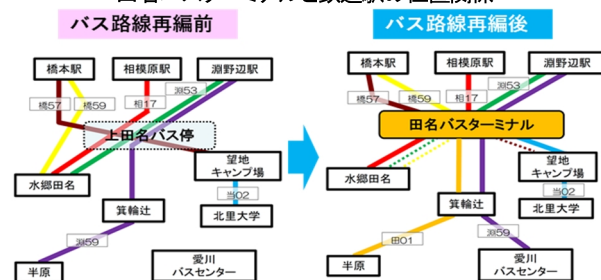 バス路線再編前
橋本駅
相模原駅
淵野辺駅
淵53
橋57
橋59
相17
上田名バス停
水郷田名
望地
キャンプ場
当02
箕輪辻
北里大学
淵59
半原
愛川
バスセンター
バス路線再編後
橋本駅
相模原駅
淵野辺駅
淵53
橋57
橋59
相17
田名バスターミナル
水郷田名
望地
キャンプ場
当02
箕輪辻
北里大学
田01
淵59
半原
愛川
バスセンター